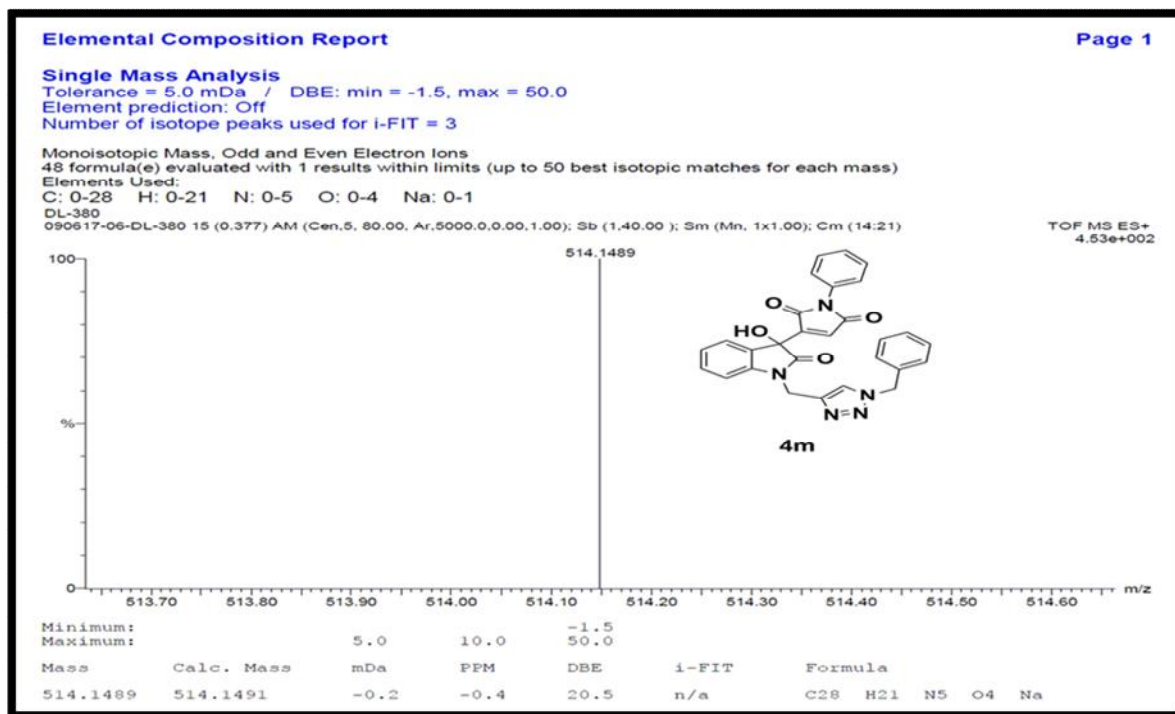 Elemental Composition Report Page 1
Single Mass Analysis
Tolerance = 5.0 mDa / DBE: min = -1.5, max = 50.0
Element prediction: Off
Number of isotope peaks used for i-FIT = 3
Monoisotopic Mass, Odd and Even Electron Ions
48 formula(e) evaluated with 1 results within limits (up to 50 best isotopic matches for each mass)
Elements Used:
C: 0-28 H: 0-21 N: 0-5 O: 0-4 Na: 0-1
DL-380
090617-06-DL-380 15 (0.377) AM (Cen,5, 80.00, Ar,5000.0,0.00,1.00); Sb (1,40.00 ); Sm (Mn, 1x1.00); Cm (14:21) TOF MS ES+
4.53e+002
100
514.1489
N
O
O
HO
O
N
N
N=N
4m
%
0
513.70 513.80 513.90 514.00 514.10 514.20 514.30 514.40 514.50 514.60 m/z
Minimum: -1.5
Maximum: 5.0 10.0 50.0
Mass Calc. Mass mDa PPM DBE i-FIT Formula
514.1489 514.1491 -0.2 -0.4 20.5 n/a C28 H21 N5 O4 Na